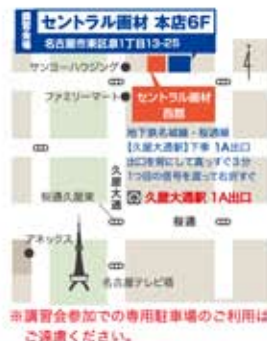 セントラル画材 本店6F
名古屋市東区泉1丁目13-25
サンヨーハウジング
ファミリーマート
セントラル画材
西館
地下鉄名城線・桜通線
【久屋大通駅】下車 1A出口
出口を背にして真っすぐ3分
1つ目の信号を渡って右折すぐ
久屋大通駅 1A出口
久屋大通
桜通久屋東
桜通
アネックス
名古屋テレビ塔
※講習会参加での専用駐車場のご利用は
ご遠慮ください。